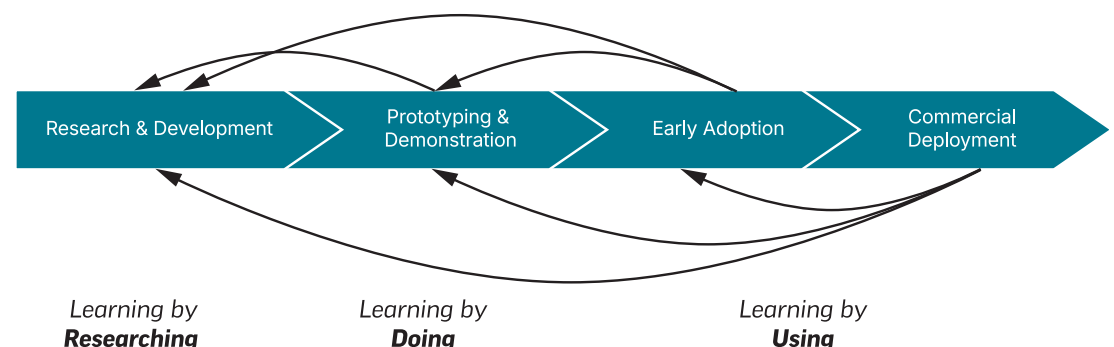 Research & Development
Prototyping &
Demonstration
Early Adoption
Commercial
Deployment
Learning by
Researching
Learning by
Doing
Learning by
Using